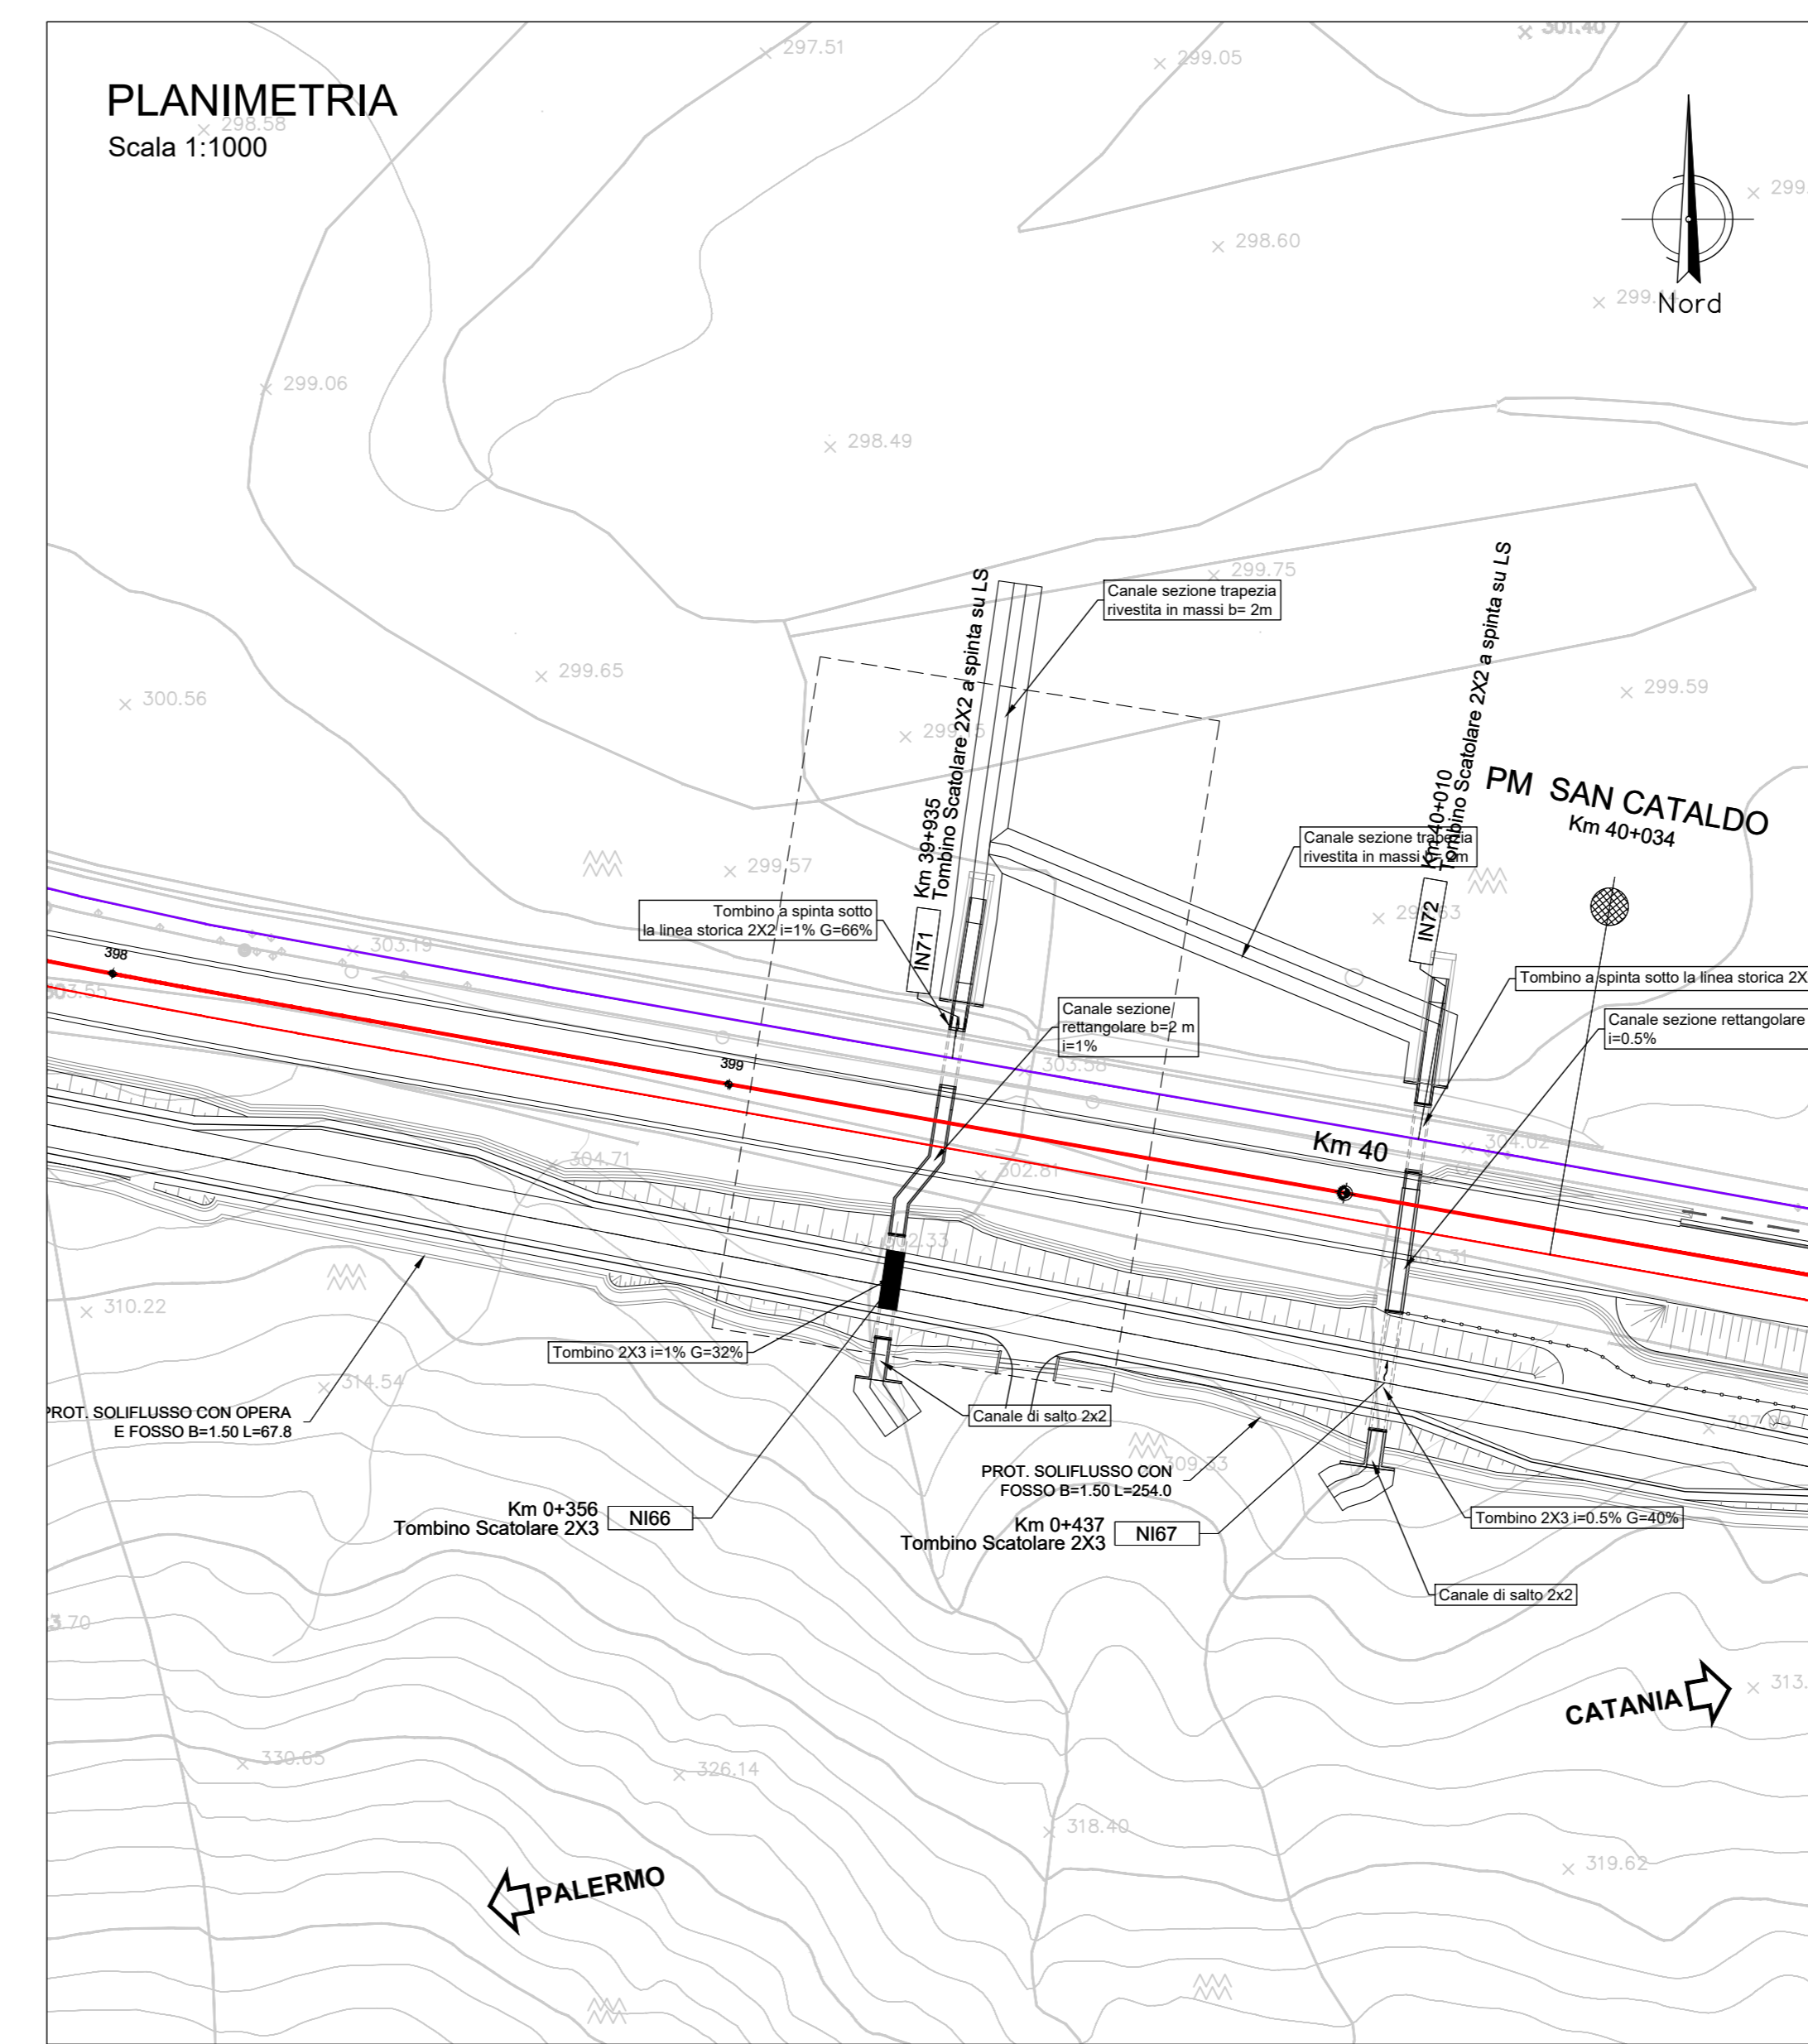 PLANIMETRIA
Scala 1:1000
297.51
299.05
301.40
298.58
298.60
Nord
299.06
298.49
299.75
Canale sezione trapezia
rivestita in massi b= 2m
299.65
300.56
299.59
Km 39+935
Tombino Scatolare 2X2 a spinta su LS
IN71
Km 40+010
Tombino Scatolare 2X2 a spinta su LS
IN72
PM SAN CATALDO
Km 40+034
Canale sezione trapezia
rivestita in massi b= 2m
299.57
Tombino a spinta sotto
la linea storica 2X2 i=1% G=66%
303.19
398
Tombino a spinta sotto la linea storica 2X
Canale sezione
rettangolare b=2 m
i=1%
Canale sezione rettangolare
i=0.5%
399
303.58
304.02
Km 40
304.71
302.81
310.22
Tombino 2X3 i=1% G=32%
314.54
PROT. SOLIFLUSSO CON OPERA
E FOSSO B=1.50 L=67.8
Canale di salto 2x2
PROT. SOLIFLUSSO CON
FOSSO B=1.50 L=254.0
309.33
Km 0+356
Tombino Scatolare 2X3
NI66
Km 0+437
Tombino Scatolare 2X3
NI67
Tombino 2X3 i=0.5% G=40%
Canale di salto 2x2
CATANIA
330.65
326.14
318.40
319.62
PALERMO